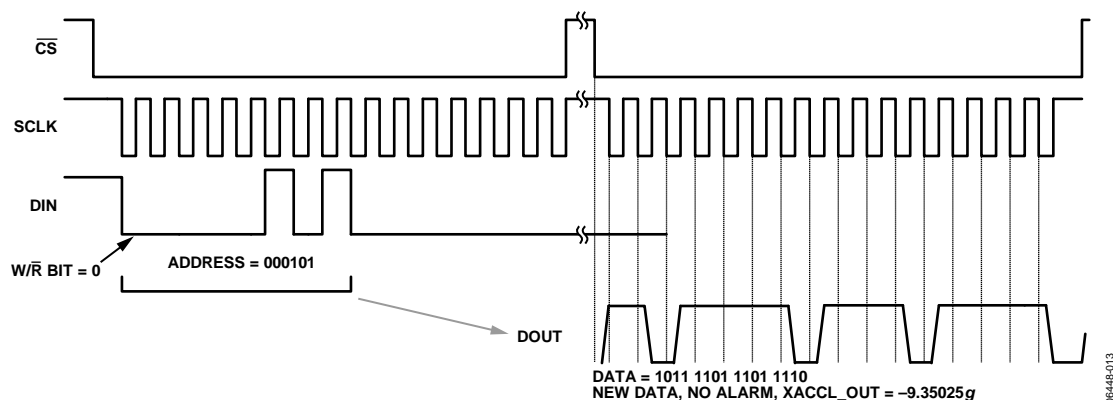 CS
SCLK
DIN
W/R BIT = 0
ADDRESS = 000101
DOUT
DATA = 1011 1101 1101 1110
NEW DATA, NO ALARM, XACCL_OUT = –9.35025g
06448-013